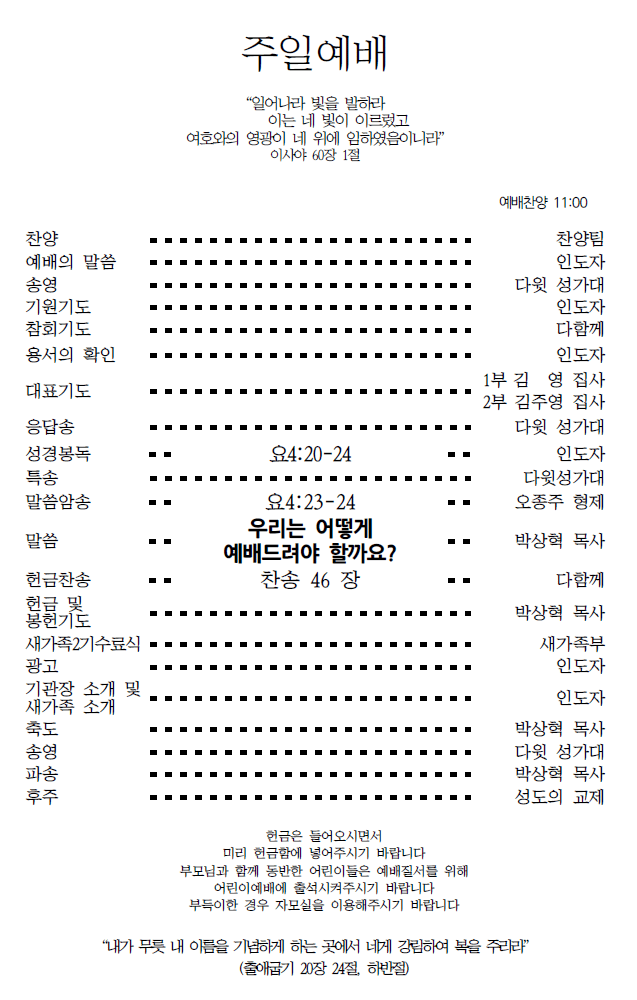 주일예배
“일어나라 빛을 발하라
이는 네 빛이 이르렀고
여호와의 영광이 네 위에 임하였음이니라”
이사야 60장 1절
예배찬양 11:00
찬양 찬양팀
예배의 말씀 인도자
송영 다윗 성가대
기원기도 인도자
참회기도 다함께
용서의 확인 인도자
대표기도 1부 김 영 집사
2부 김주영 집사
응답송 다윗 성가대
성경봉독 요4:20-24 인도자
특송 다윗성가대
말씀암송 요4:23-24 오종주 형제
말씀 우리는 어떻게
예배드려야 할까요? 박상혁 목사
헌금찬송 찬송 46 장 다함께
헌금 및
봉헌기도 박상혁 목사
새가족2기수료식 새가족부
광고 인도자
기관장 소개 및
새가족 소개 인도자
축도 박상혁 목사
송영 다윗 성가대
파송 박상혁 목사
후주 성도의 교제
헌금은 들어오시면서
미리 헌금함에 넣어주시기 바랍니다
부모님과 함께 동반한 어린이들은 예배질서를 위해
어린이예배에 출석시켜주시기 바랍니다
부득이한 경우 자모실을 이용해주시기 바랍니다
“내가 무릇 내 이름을 기념하게 하는 곳에서 네게 강림하여 복을 주리라”
(출애굽기 20장 24절, 하반절)